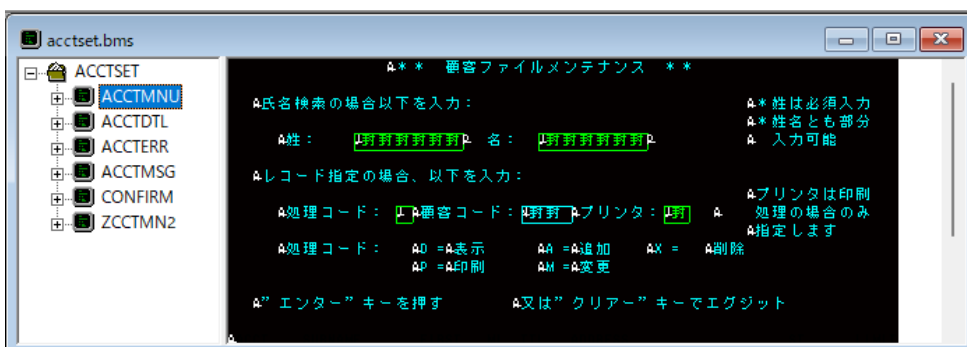 acctset.bms
ACCTSET
ACCTMNU
ACCTDTL
ACCTERR
ACCTMSG
CONFIRM
ZCCTMN2
A** 顧客ファイルメンテナンス **
A氏名検索の場合以下を入力： A*姓は必須入力
A*姓名とも部分
A姓： 名： A 入力可能
Aレコード指定の場合、以下を入力：
Aプリンタは印刷
A処理コード： A顧客コード： Aプリンタ： A 処理の場合のみ
A指定します
A処理コード： AD =A表示 AA =A追加 AX = A削除
AP =A印刷 AM =A変更
A”エンター”キーを押す A又は”クリアー”キーでエグジット
A